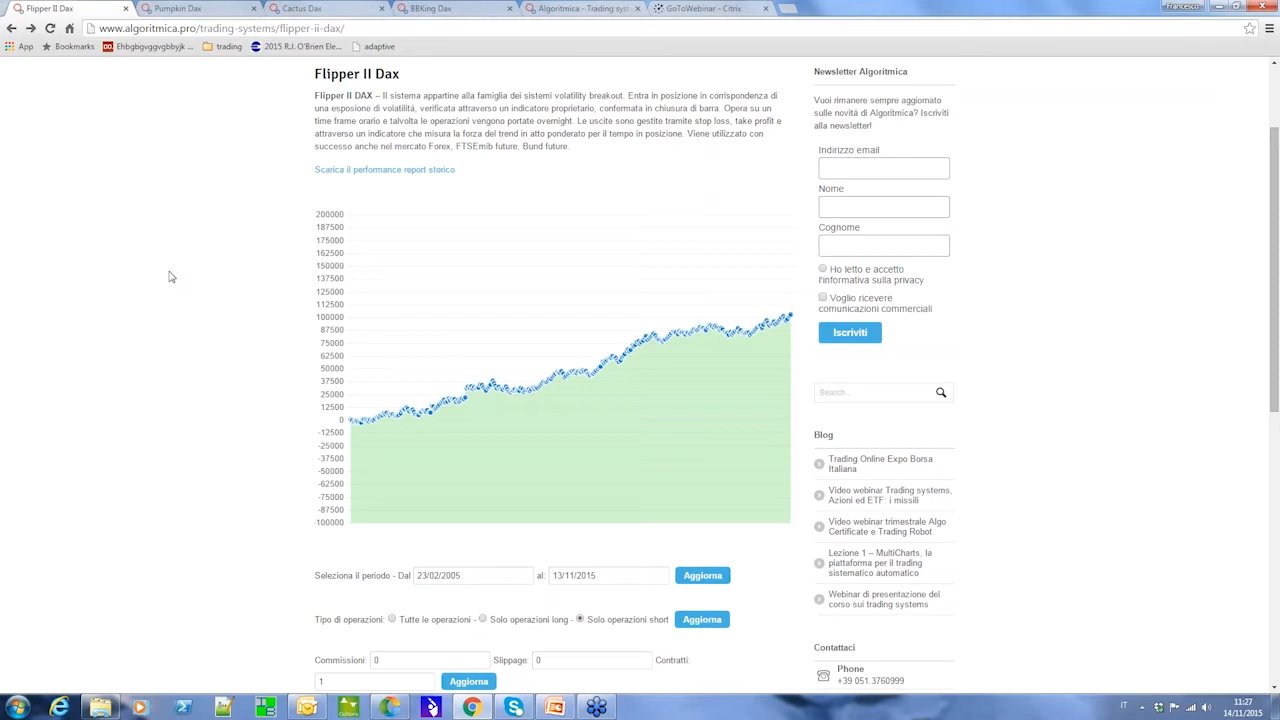 Flipper II Dax
Pumpkin Dax
Cactus Dax
BBKing Dax
Algoritmica - Trading sys
GoToWebinar - Citrix
Francesco
www.algoritmica.pro/trading-systems/flipper-ii-dax/
App
Bookmarks
Ehbgbgvggvgbbyjk ...
trading
2015 R.J. O'Brien Ele...
adaptive
Flipper II Dax
Flipper II DAX – Il sistema appartine alla famiglia dei sistemi volatility breakout. Entra in posizione in corrispondenza di
una esposione di volatilità, verificata attraverso un indicatore proprietario, confermata in chiusura di barra. Opera su un
time frame orario e talvolta le operazioni vengono portate overnight. Le uscite sono gestite tramite stop loss, take profit e
attraverso un indicatore che misura la forza del trend in atto ponderato per il tempo in posizione. Viene utilizzato con
successo anche nel mercato Forex, FTSEmib future, Bund future.
Scarica il performance report storico
200000
187500
175000
162500
150000
137500
125000
112500
100000
87500
75000
62500
50000
37500
25000
12500
0
-12500
-25000
-37500
-50000
-62500
-75000
-87500
-100000
Seleziona il periodo - Dal 23/02/2005 al: 13/11/2015 Aggiorna
Tipo di operazioni: Tutte le operazioni - Solo operazioni long - Solo operazioni short Aggiorna
Commissioni: 0 Slippage: 0 Contratti:
1 Aggiorna
Newsletter Algoritmica
Vuoi rimanere sempre aggiornato
sulle novità di Algoritmica? Iscriviti
alla newsletter!
Indirizzo email
Nome
Cognome
Ho letto e accetto
l'informativa sulla privacy
Voglio ricevere
comunicazioni commerciali
Iscriviti
Search...
Blog
Trading Online Expo Borsa
Italiana
Video webinar Trading systems,
Azioni ed ETF: i missili
Video webinar trimestrale Algo
Certificate e Trading Robot
Lezione 1 – MultiCharts, la
piattaforma per il trading
sistematico automatico
Webinar di presentazione del
corso sui trading systems
Contattaci
Phone
+39 051.3760999
Options
IT
11:27
14/11/2015